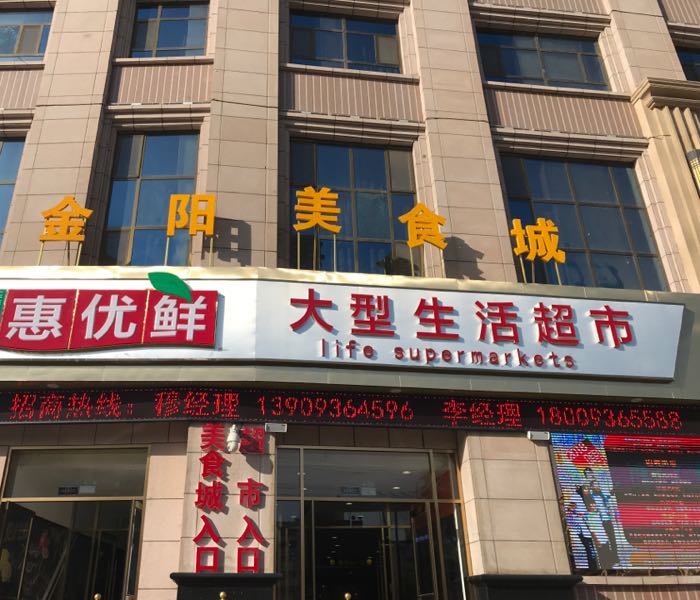 金阳美食城
惠优鲜
大型生活超市
life supermarkets
招商热线：穆经理 13909364596 李经理 18009365588
美食城入口
市入口